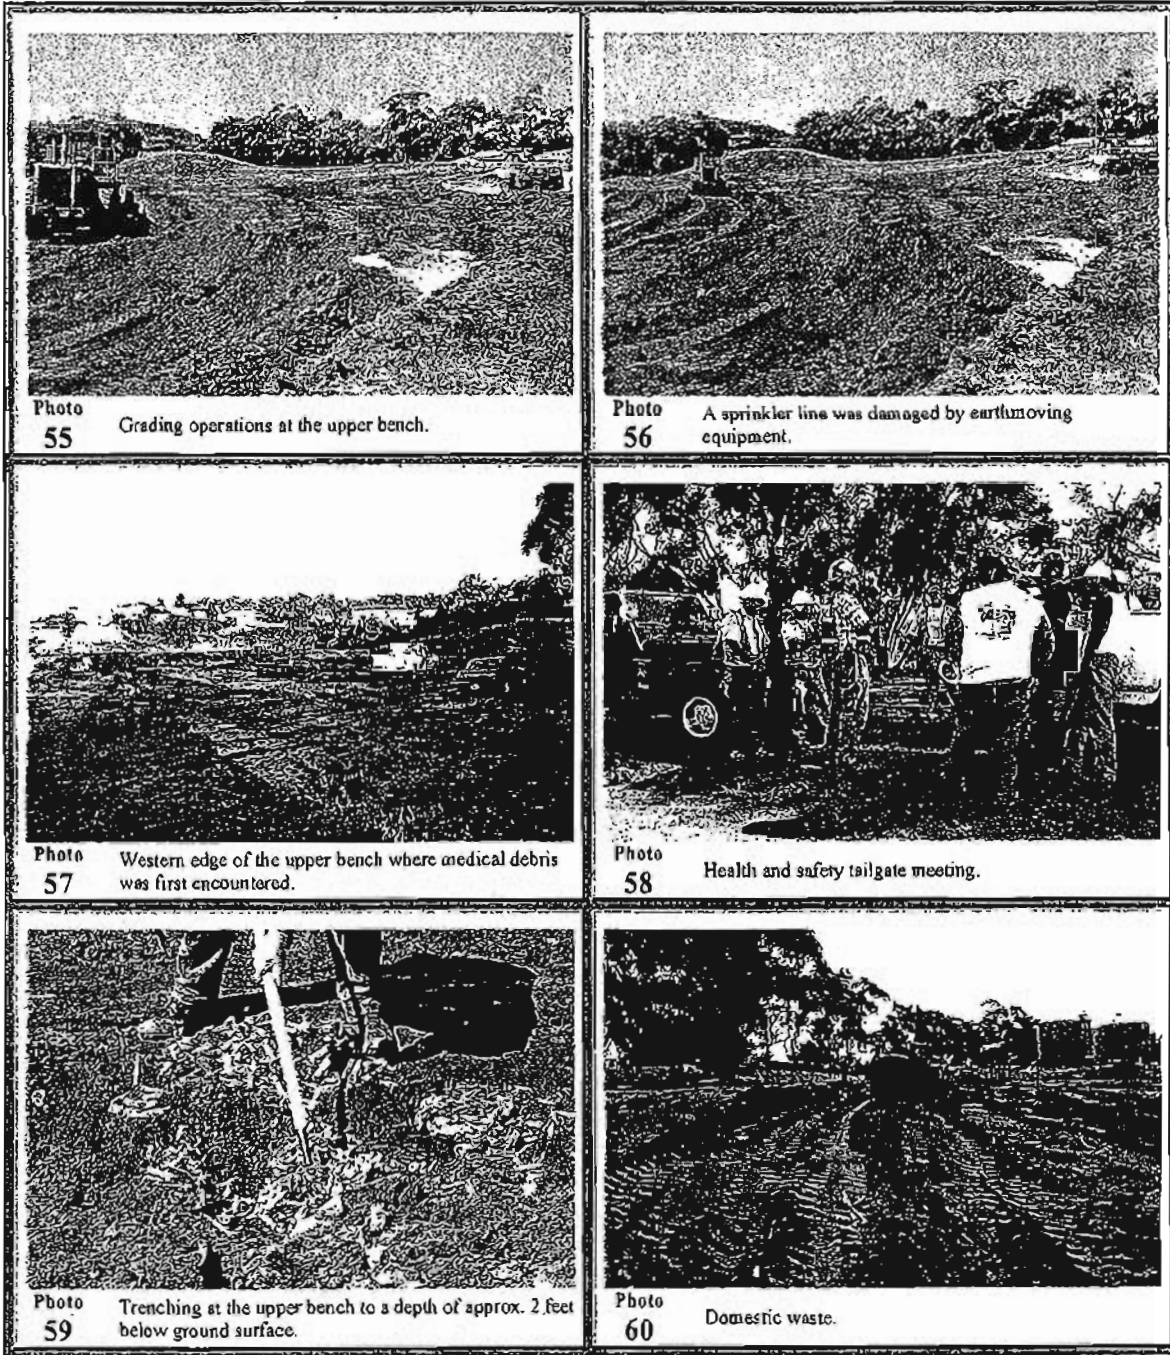 Photo
55
Grading operations at the upper bench.
Photo
56
A sprinkler line was damaged by earthmoving
equipment.
Photo
57
Western edge of the upper bench where medical debris
was first encountered.
Photo
58
Health and safety tailgate meeting.
Photo
59
Trenching at the upper bench to a depth of approx. 2 feet
below ground surface.
Photo
60
Domestic waste.